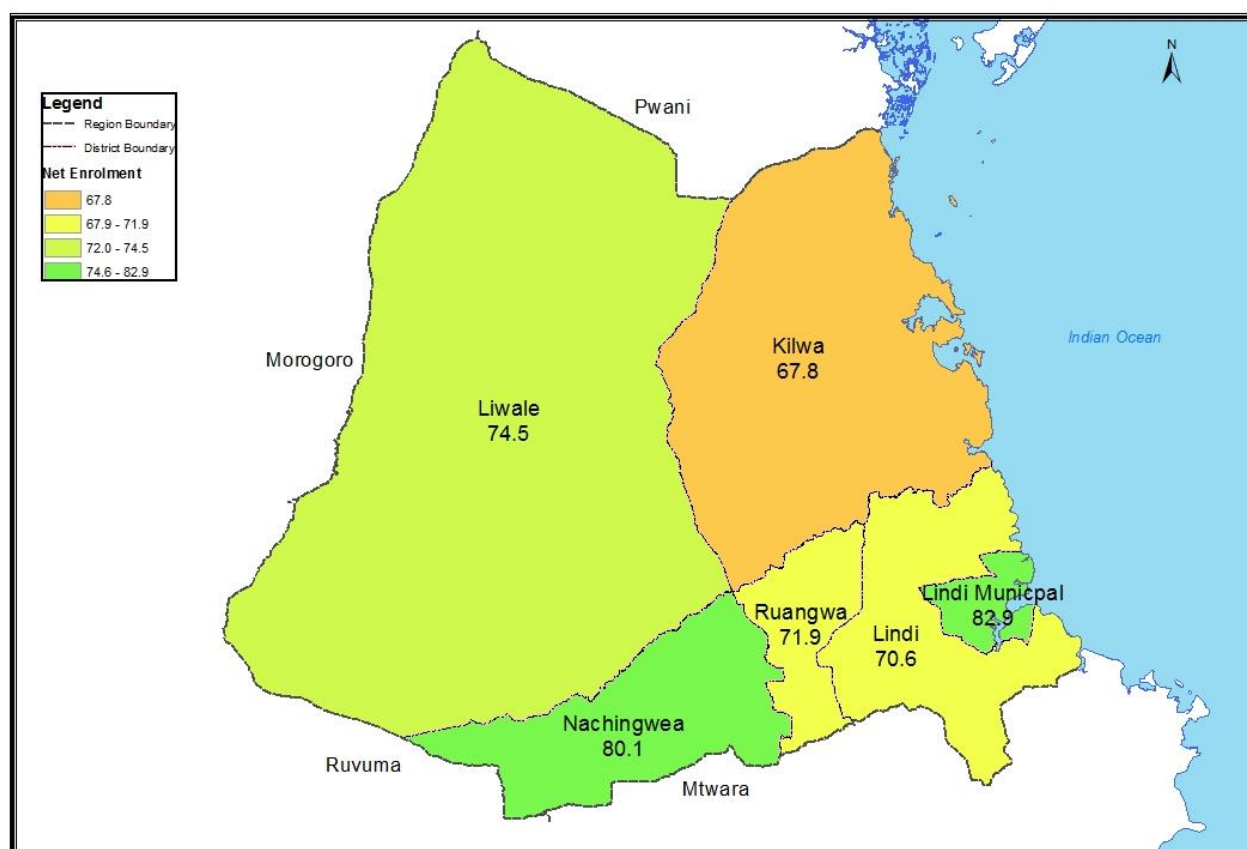 N
Legend
Region Boundary
District Boundary
Net Enrolment
67.8
67.9 - 71.9
72.0 - 74.5
74.6 - 82.9
Pwani
Morogoro
Kilwa
67.8
Indian Ocean
Liwale
74.5
Lindi Municpal
82.9
Ruangwa
71.9
Lindi
70.6
Nachingwea
80.1
Ruvuma
Mtwara